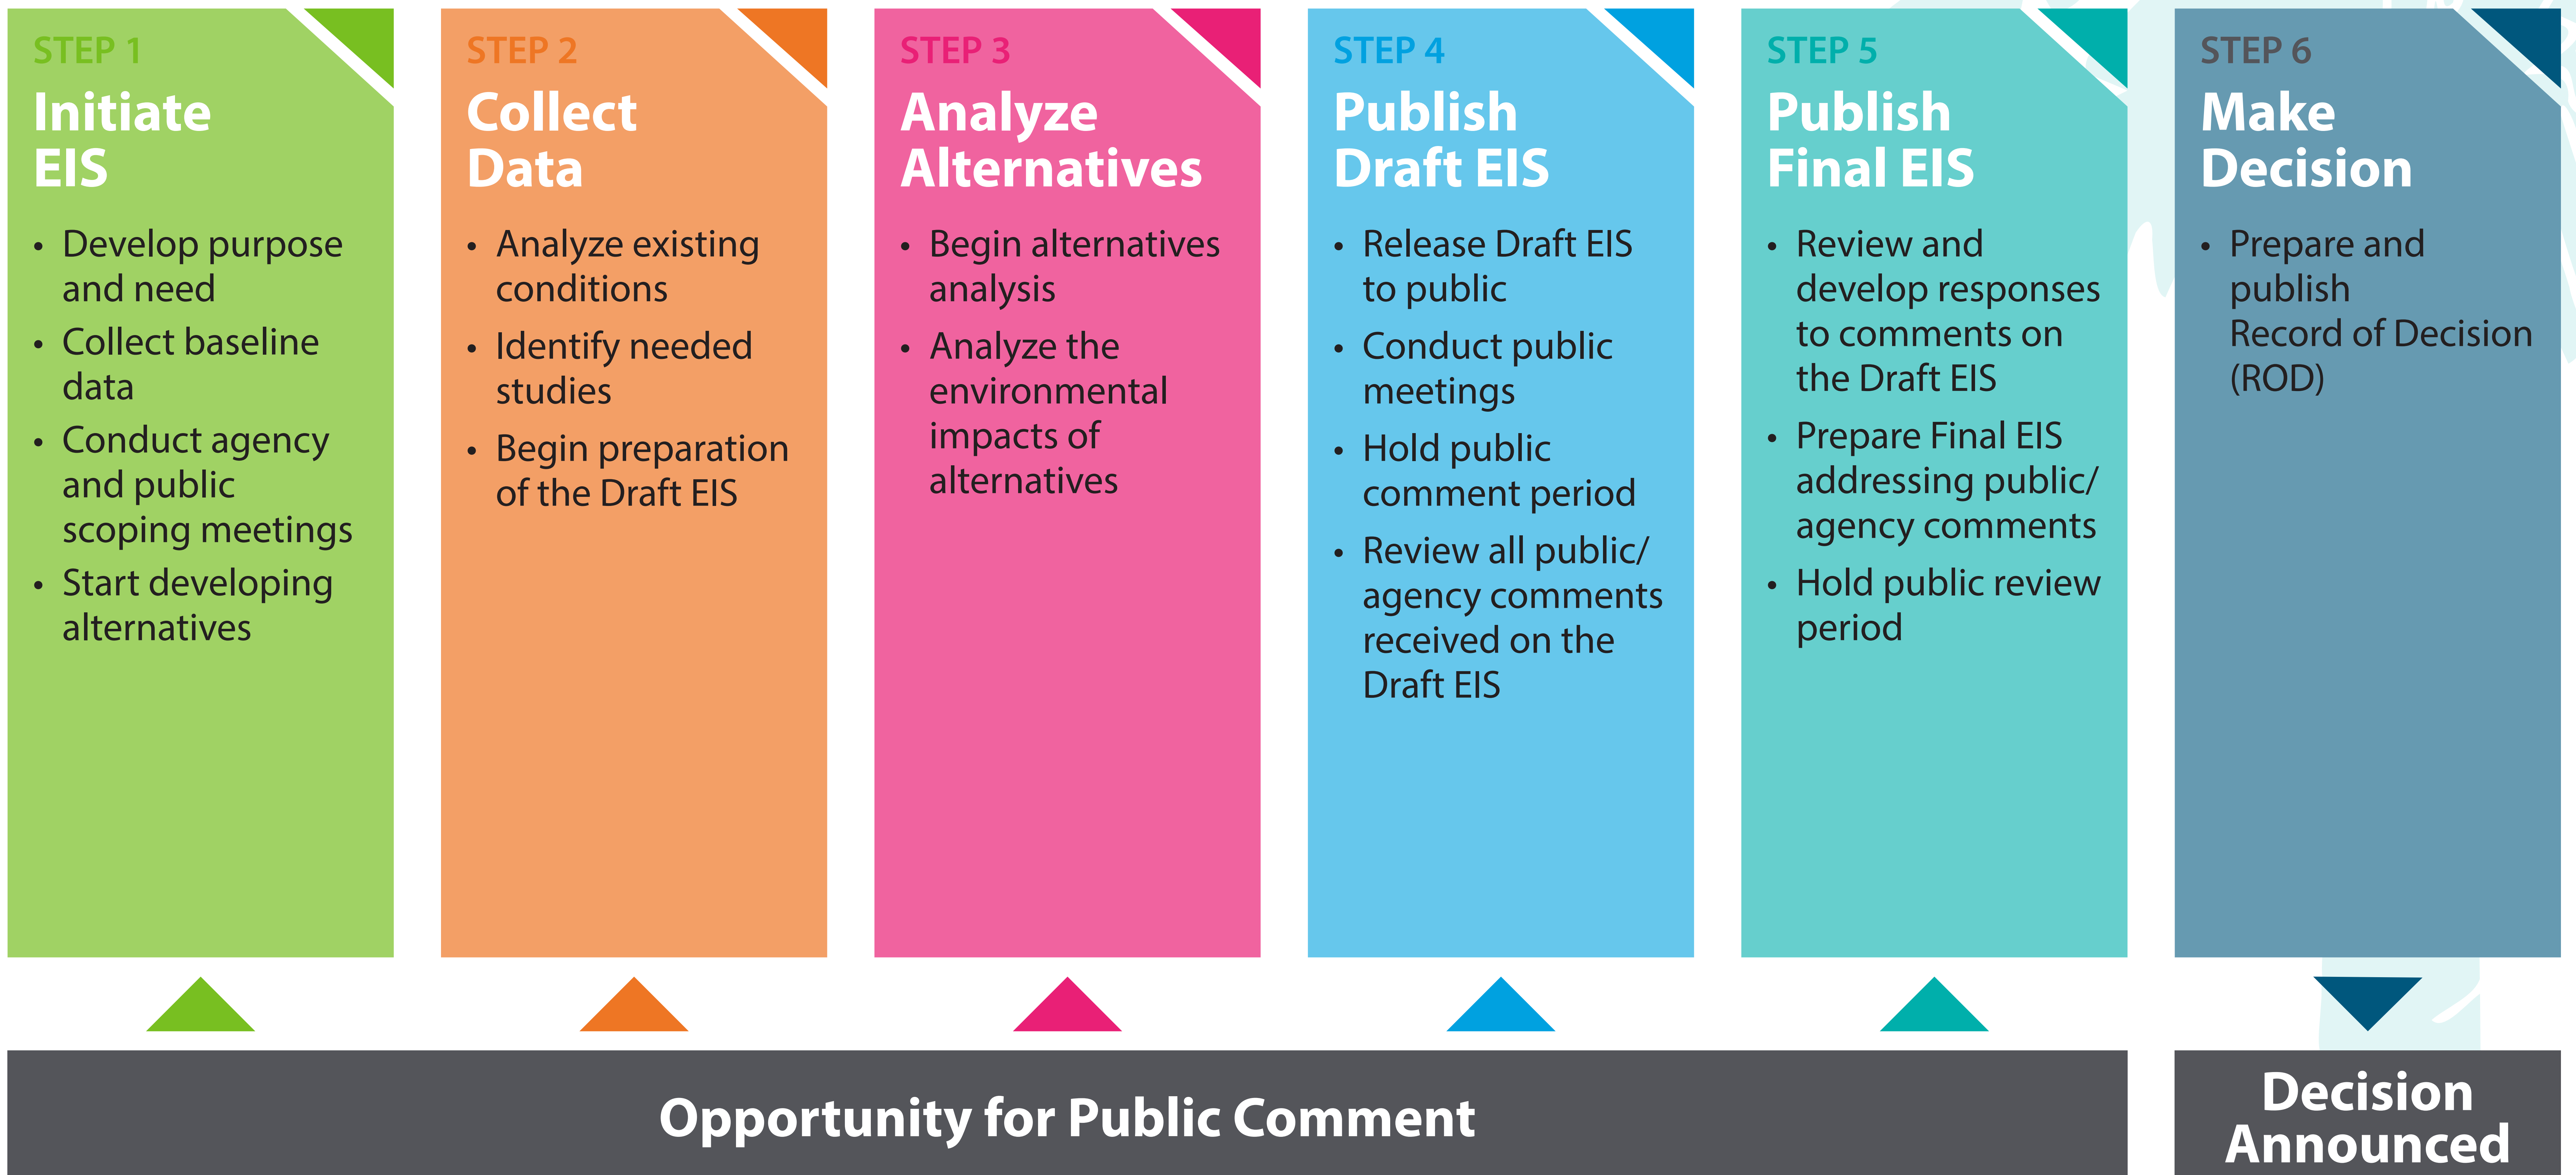 STEP 1
Initiate
EIS
• Develop purpose
and need
• Collect baseline
data
• Conduct agency
and public
scoping meetings
• Start developing
alternatives
STEP 2
Collect
Data
• Analyze existing
conditions
• Identify needed
studies
• Begin preparation
of the Draft EIS
STEP 3
Analyze
Alternatives
• Begin alternatives
analysis
• Analyze the
environmental
impacts of
alternatives
STEP 4
Publish
Draft EIS
• Release Draft EIS
to public
• Conduct public
meetings
• Hold public
comment period
• Review all public/
agency comments
received on the
Draft EIS
STEP 5
Publish
Final EIS
• Review and
develop responses
to comments on
the Draft EIS
• Prepare Final EIS
addressing public/
agency comments
• Hold public review
period
STEP 6
Make
Decision
• Prepare and
publish
Record of Decision
(ROD)
Opportunity for Public Comment
Decision
Announced